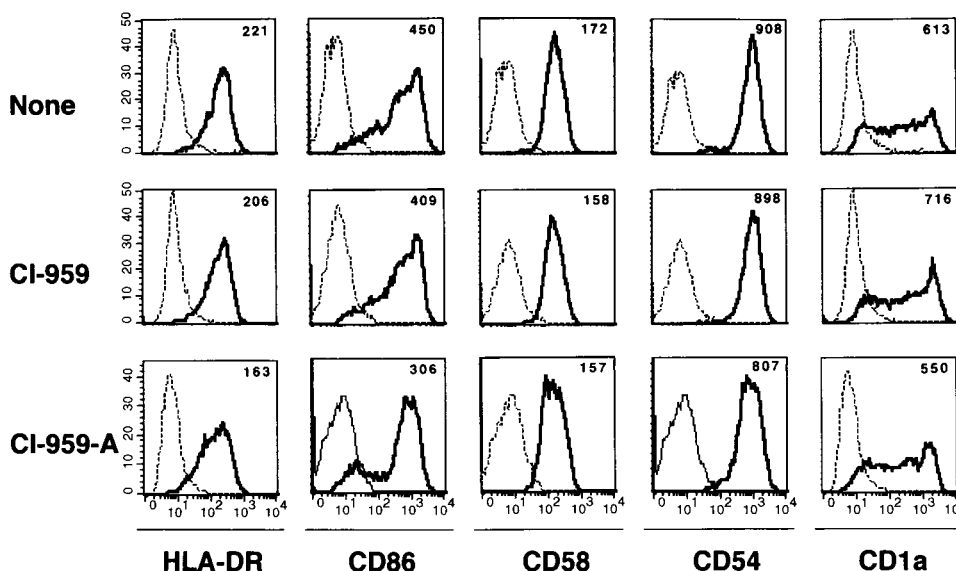 221 450 172 908 613
None
50 40 30 20 10 0
206 409 158 898 716
CI-959
50 40 30 20 10 0
163 306 157 807 550
CI-959-A
40 30 20 10 0
0 10¹ 10² 10³ 10⁴ 0 10¹ 10² 10³ 10⁴ 0 10¹ 10² 10³ 10⁴ 0 10¹ 10² 10³ 10⁴ 0 10¹ 10² 10³ 10⁴
HLA-DR CD86 CD58 CD54 CD1a